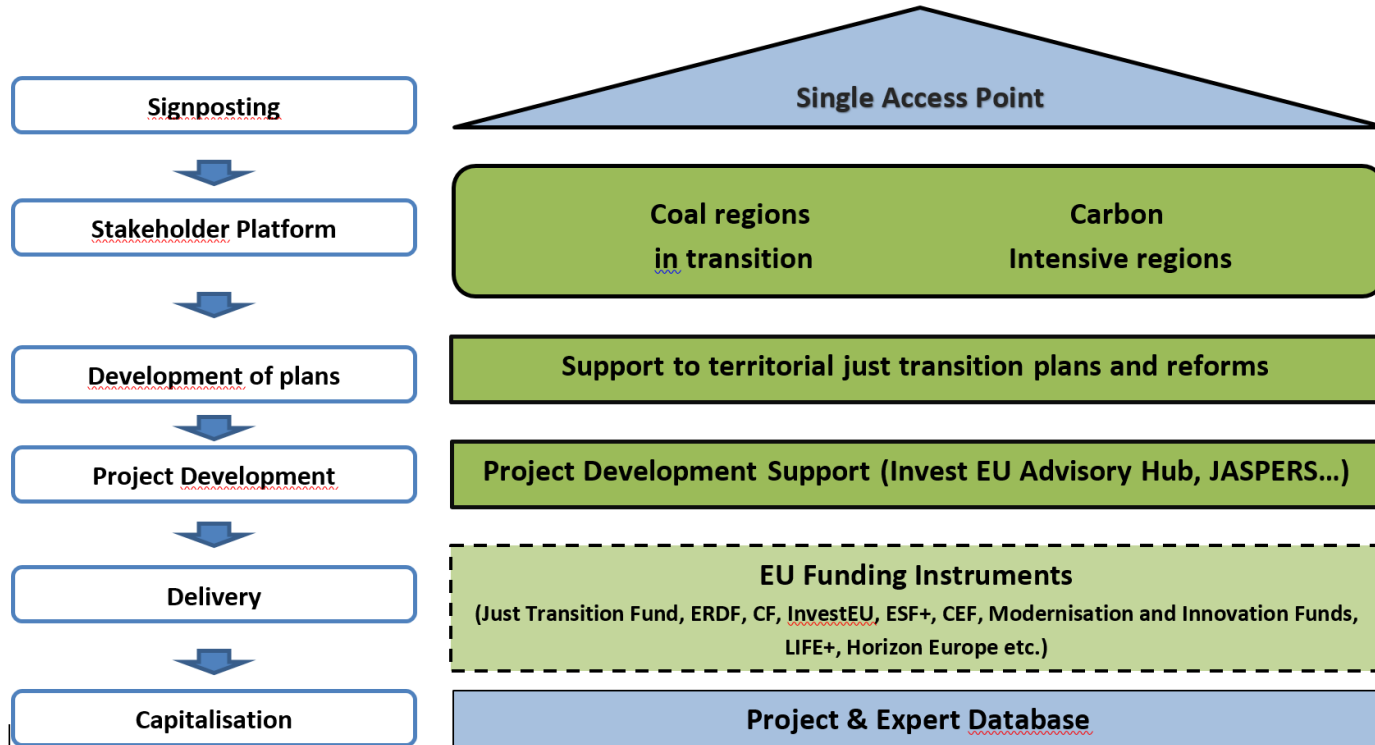 Signposting
Single Access Point
Stakeholder Platform
Coal regions
in transition
Carbon
Intensive regions
Development of plans
Support to territorial just transition plans and reforms
Project Development
Project Development Support (Invest EU Advisory Hub, JASPERS...)
Delivery
EU Funding Instruments
(Just Transition Fund, ERDF, CF, InvestEU, ESF+, CEF, Modernisation and Innovation Funds,
LIFE+, Horizon Europe etc.)
Capitalisation
Project & Expert Database